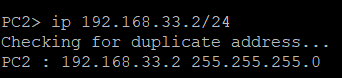 PC2> ip 192.168.33.2/24
Checking for duplicate address...
PC2 : 192.168.33.2 255.255.255.0